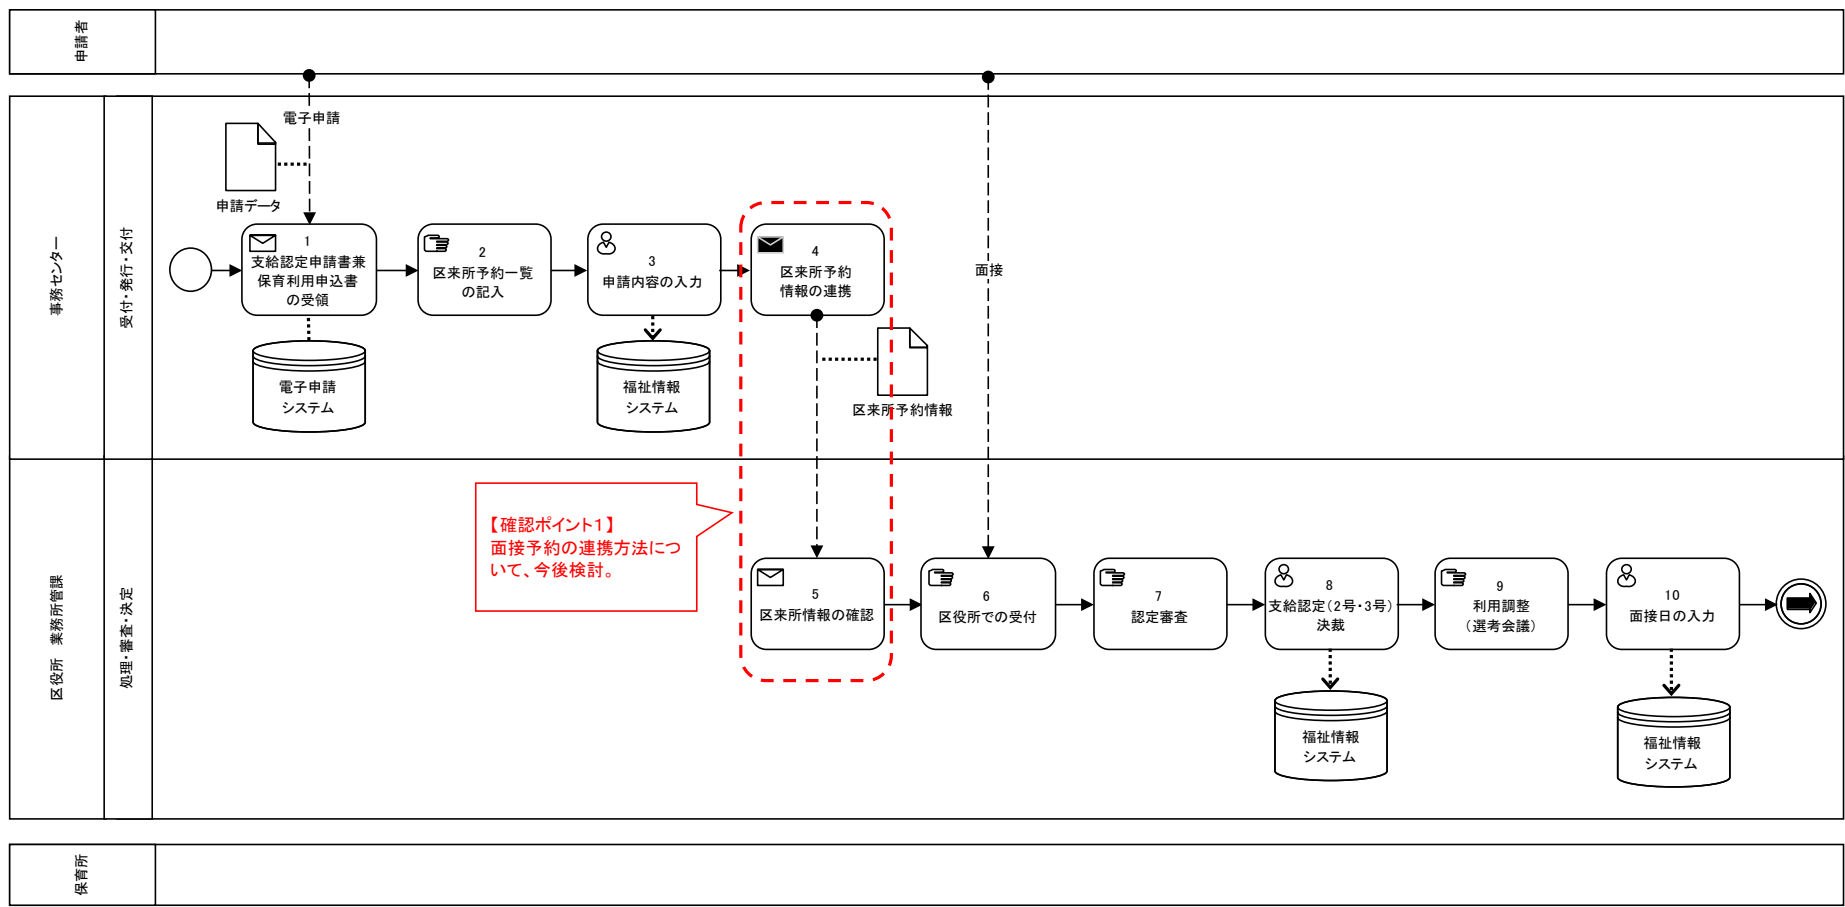 申請者
事務センター
受付・発行・交付
電子申請
申請データ
1
支給認定申請書兼
保育利用申込書
の受領
電子申請
システム
2
区来所予約一覧
の記入
3
申請内容の入力
福祉情報
システム
4
区来所予約
情報の連携
区来所予約情報
面接
区役所 業務所管課
処理・審査・決定
【確認ポイント1】
面接予約の連携方法につ
いて、今後検討。
5
区来所情報の確認
6
区役所での受付
7
認定審査
8
支給認定(2号・3号)
決裁
福祉情報
システム
9
利用調整
(選考会議)
10
面接日の入力
福祉情報
システム
保育所